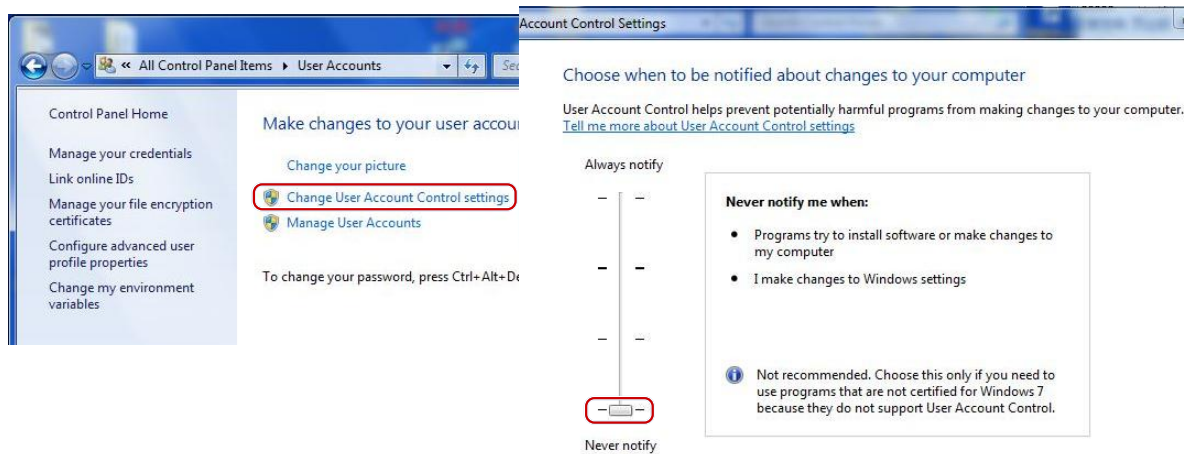 All Control Panel Items ▸ User Accounts
Control Panel Home
Manage your credentials
Link online IDs
Manage your file encryption
certificates
Configure advanced user
profile properties
Change my environment
variables
Make changes to your user accou
Change your picture
Change User Account Control settings
Manage User Accounts
To change your password, press Ctrl+Alt+De
Account Control Settings
Choose when to be notified about changes to your computer
User Account Control helps prevent potentially harmful programs from making changes to your computer.
Tell me more about User Account Control settings
Always notify
Never notify me when:
• Programs try to install software or make changes to
my computer
• I make changes to Windows settings
Not recommended. Choose this only if you need to
use programs that are not certified for Windows 7
because they do not support User Account Control.
Never notify